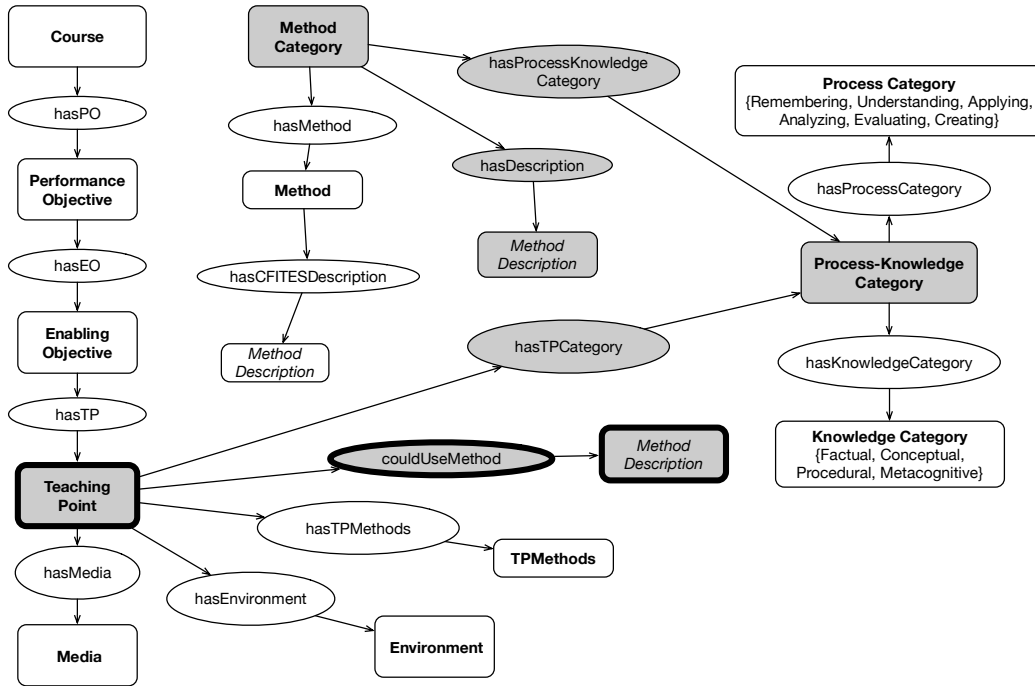 Course
hasPO
Performance
Objective
hasEO
Enabling
Objective
hasTP
Teaching
Point
hasMedia
Media
Method
Category
hasMethod
Method
hasCFITESDescription
Method
Description
hasProcessKnowledge
Category
hasDescription
Method
Description
hasTPCategory
couldUseMethod
Method
Description
hasTPMethods
TPMethods
hasEnvironment
Environment
Process Category
{Remembering, Understanding, Applying,
Analyzing, Evaluating, Creating}
hasProcessCategory
Process-Knowledge
Category
hasKnowledgeCategory
Knowledge Category
{Factual, Conceptual,
Procedural, Metacognitive}